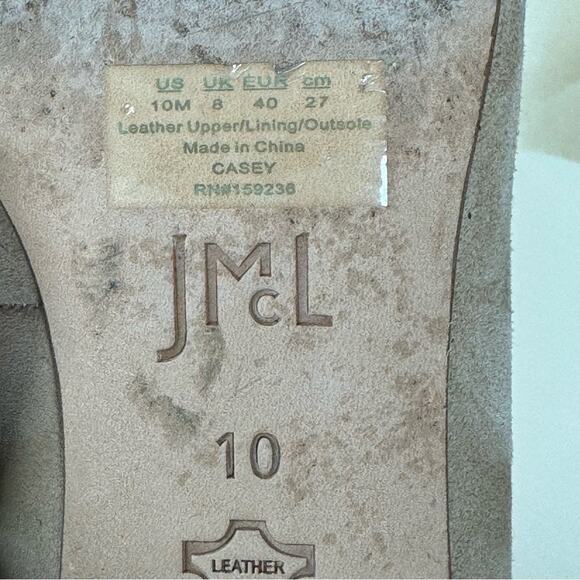 US UK EUR cm
10M 8 40 27
Leather Upper/Lining/Outsole
Made in China
CASEY
RN#159236
JMCL
10
LEATHER